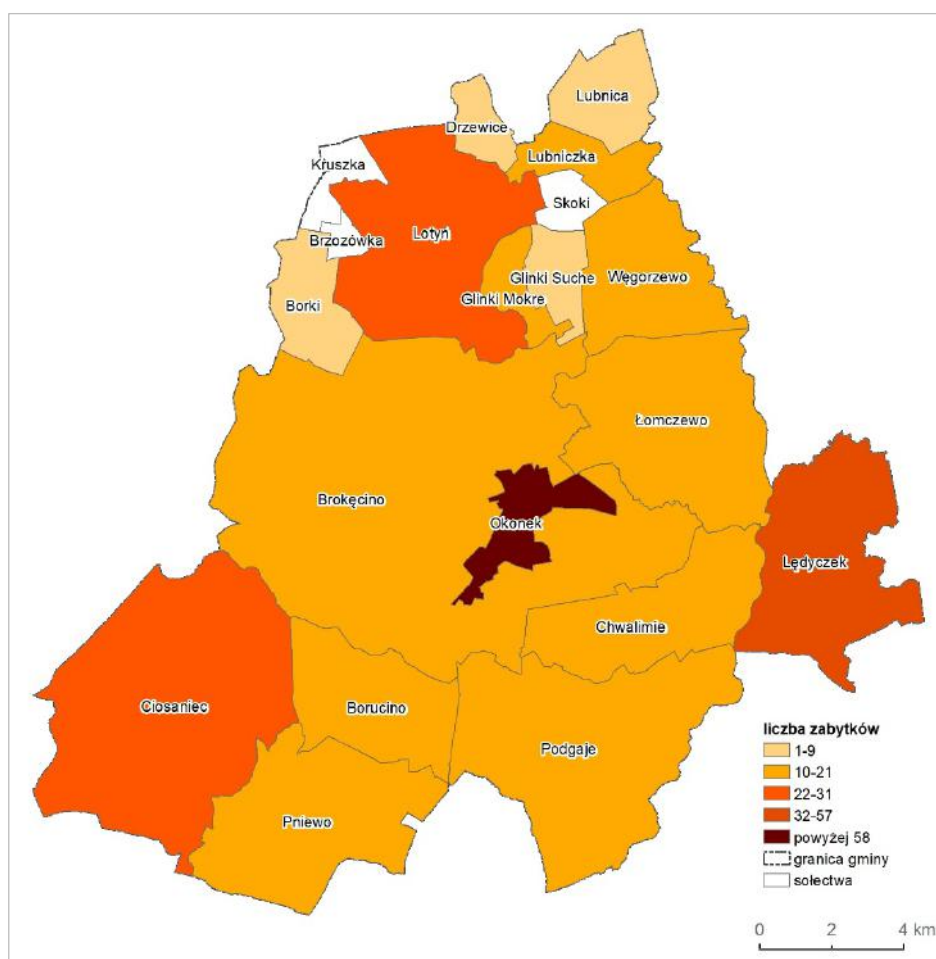 Lubnica
Drzewice
Lubniczka
Kruszka
Skoki
Lotyń
Brzozówka
Glinki Suche
Węgorzewo
Glinki Mokre
Borki
Łomczewo
Brokęcino
Okonek
Lędyczek
Chwalimie
Ciosaniec
Borucino
Podgaje
Pniewo
liczba zabytków
1-9
10-21
22-31
32-57
powyżej 58
granica gminy
sołectwa
0 2 4 km